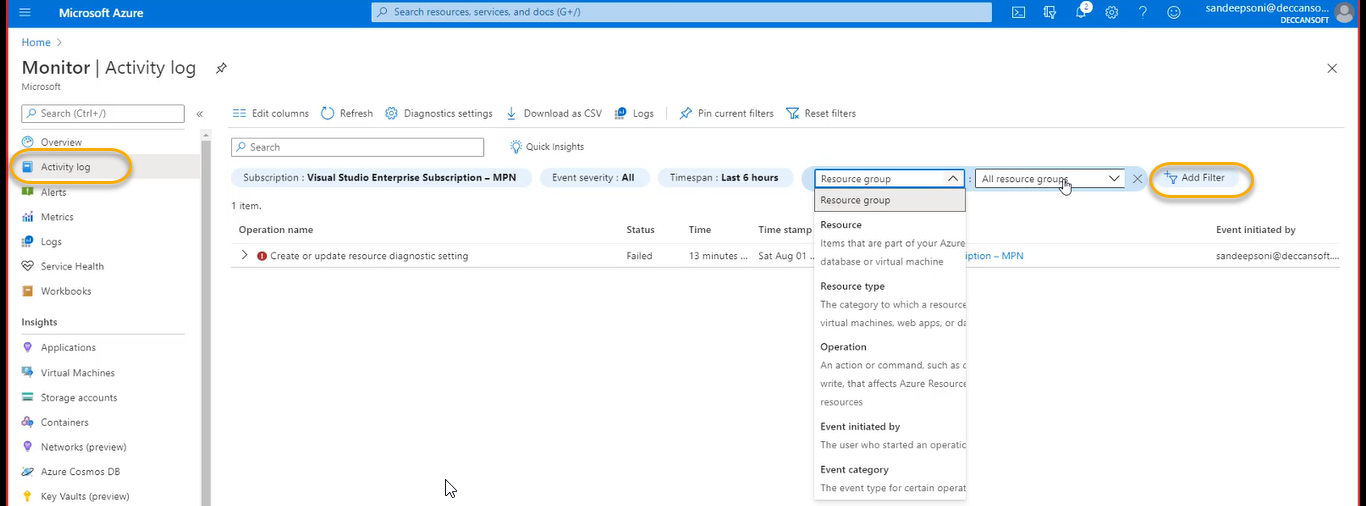 Microsoft Azure
Search resources, services, and docs (G+/)
2
sandeepsoni@deccanso...
DECCANSOFT
Home
Monitor | Activity log
Microsoft
Search (Ctrl+/)
«
Edit columns
Refresh
Diagnostics settings
Download as CSV
Logs
Pin current filters
Reset filters
Overview
Activity log
Alerts
Metrics
Logs
Service Health
Workbooks
Insights
Applications
Virtual Machines
Storage accounts
Containers
Networks (preview)
Azure Cosmos DB
Key Vaults (preview)
Search
Quick Insights
Subscription : Visual Studio Enterprise Subscription – MPN
Event severity : All
Timespan : Last 6 hours
Resource group
:
All resource groups
Add Filter
1 item.
Operation name
Status
Time
Time stamp
Event initiated by
Create or update resource diagnostic setting
Failed
13 minutes ...
Sat Aug 01 ...
iption – MPN
sandeepsoni@deccansoft....
Resource group
Resource
Items that are part of your Azure
database or virtual machine
Resource type
The category to which a resource
virtual machines, web apps, or da
Operation
An action or command, such as c
write, that affects Azure Resource
resources
Event initiated by
The user who started an operatic
Event category
The event type for certain operat